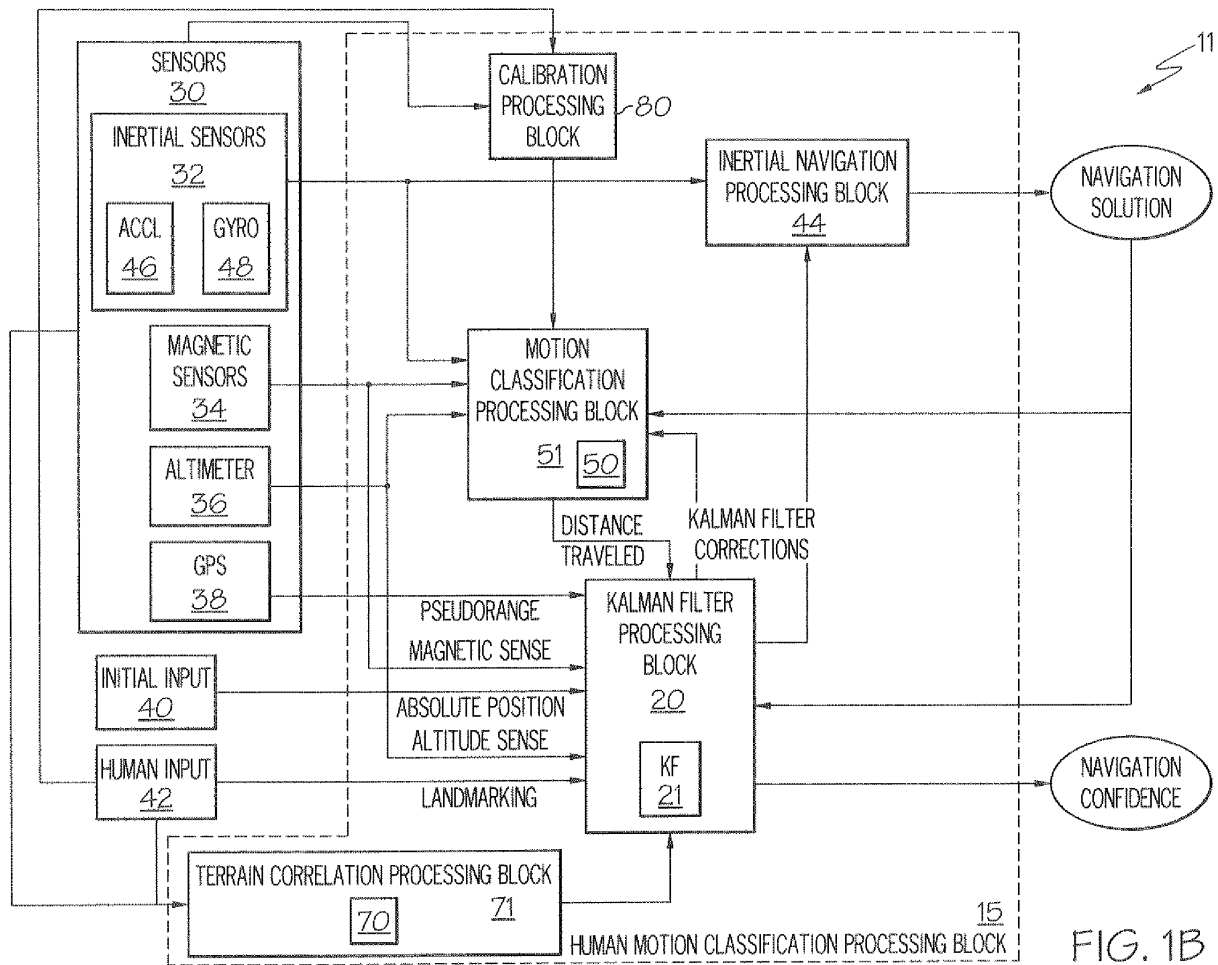 11
SENSORS
30
INERTIAL SENSORS
32
ACCL
46
GYRO
48
MAGNETIC
SENSORS
34
ALTIMETER
36
GPS
38
INITIAL INPUT
40
HUMAN INPUT
42
CALIBRATION
PROCESSING
BLOCK
80
INERTIAL NAVIGATION
PROCESSING BLOCK
44
NAVIGATION
SOLUTION
MOTION
CLASSIFICATION
PROCESSING BLOCK
51
50
DISTANCE
TRAVELED
KALMAN FILTER
CORRECTIONS
PSEUDORANGE
MAGNETIC SENSE
ABSOLUTE POSITION
ALTITUDE SENSE
LANDMARKING
KALMAN FILTER
PROCESSING
BLOCK
20
KF
21
NAVIGATION
CONFIDENCE
TERRAIN CORRELATION PROCESSING BLOCK
70
71
15
HUMAN MOTION CLASSIFICATION PROCESSING BLOCK
FIG. 1B